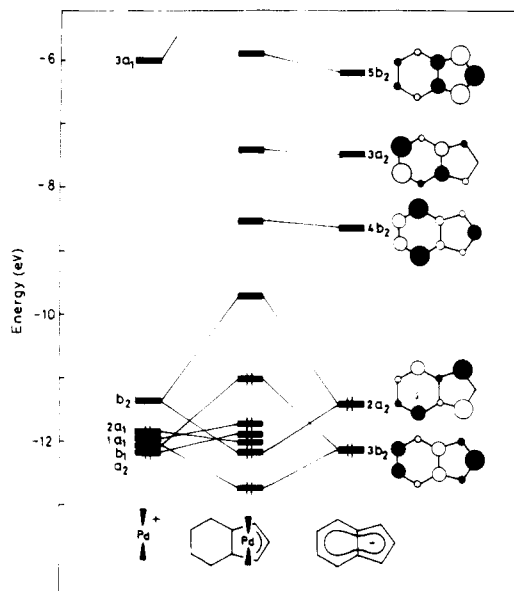 -6
-8
-10
-12
Energy (eV)
3a₁
b₂
2a₁
1a₁
b₁
a₂
5b₂
3a₂
4b₂
2a₂
3b₂
Pd +
Pd
-